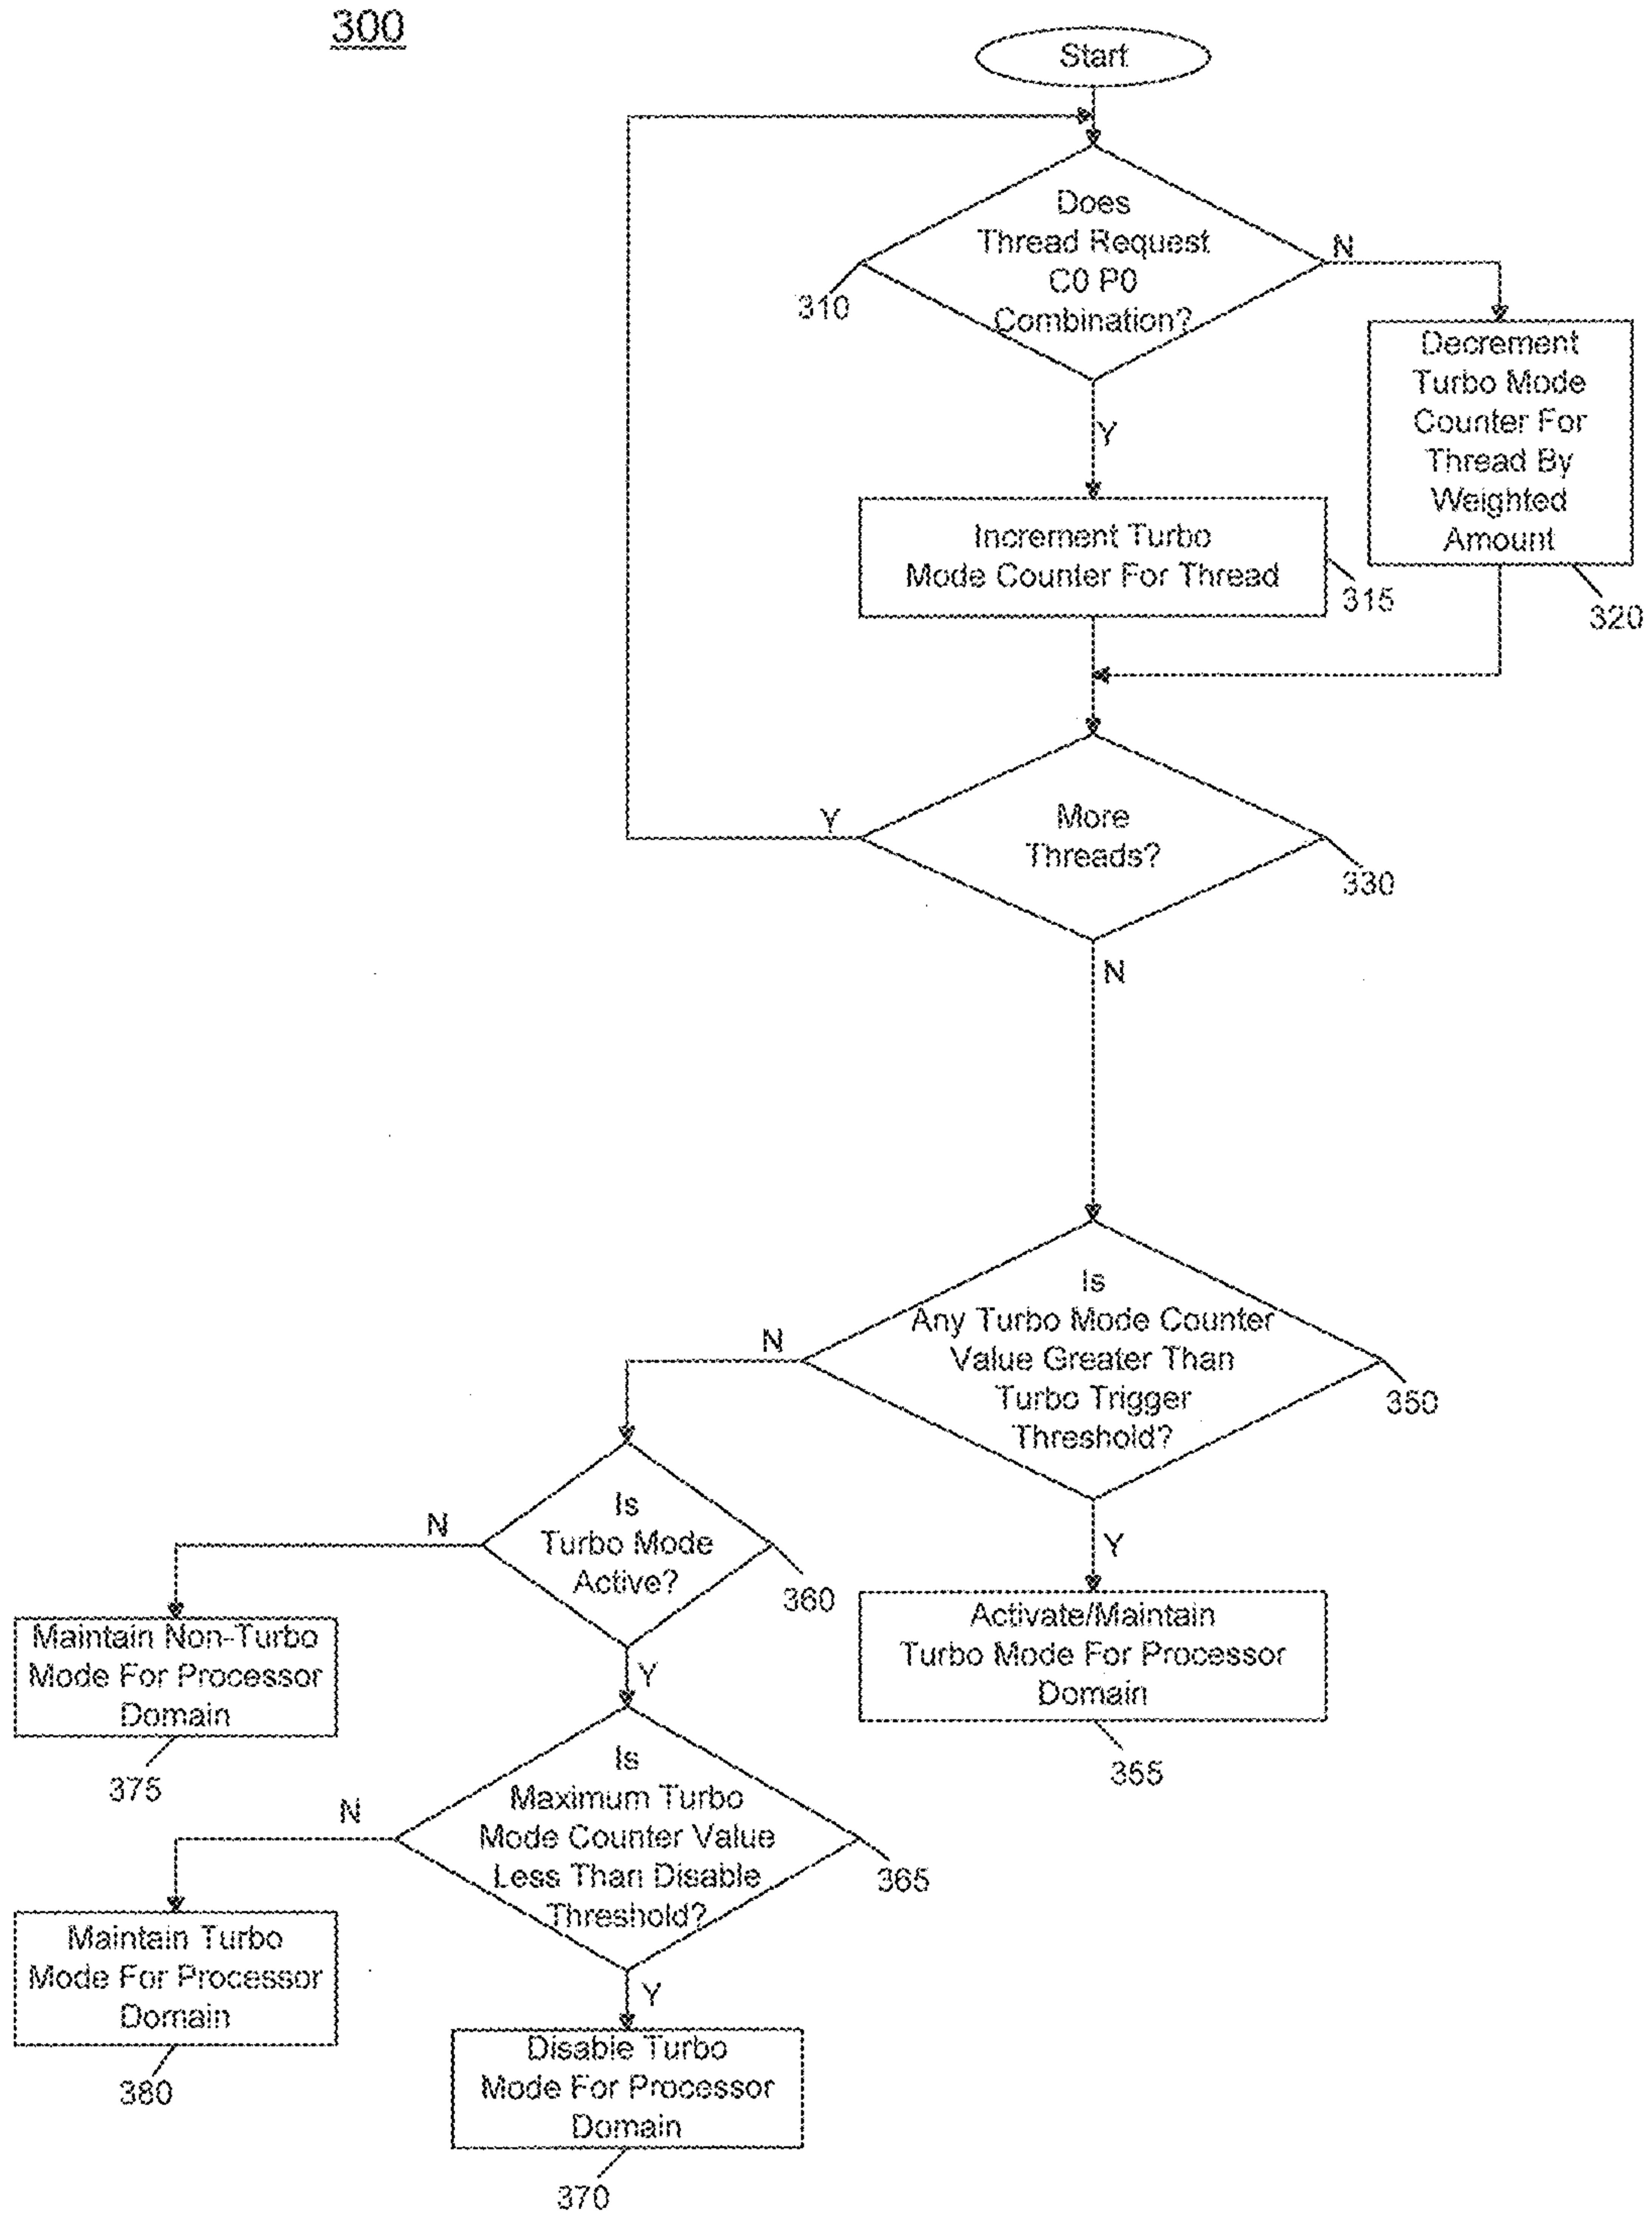 300
Start
Does
Thread Request
C0 P0
Combination?
310
N
Y
Decrement
Turbo Mode
Counter For
Thread By
Weighted
Amount
320
Increment Turbo
Mode Counter For Thread
315
More
Threads?
Y
330
N
Is
Any Turbo Mode Counter
Value Greater Than
Turbo Trigger
Threshold?
N
350
Y
Is
Turbo Mode
Active?
N
360
Y
Activate/Maintain
Turbo Mode For Processor
Domain
355
Maintain Non-Turbo
Mode For Processor
Domain
375
Is
Maximum Turbo
Mode Counter Value
Less Than Disable
Threshold?
N
365
Y
Maintain Turbo
Mode For Processor
Domain
380
Disable Turbo
Mode For Processor
Domain
370